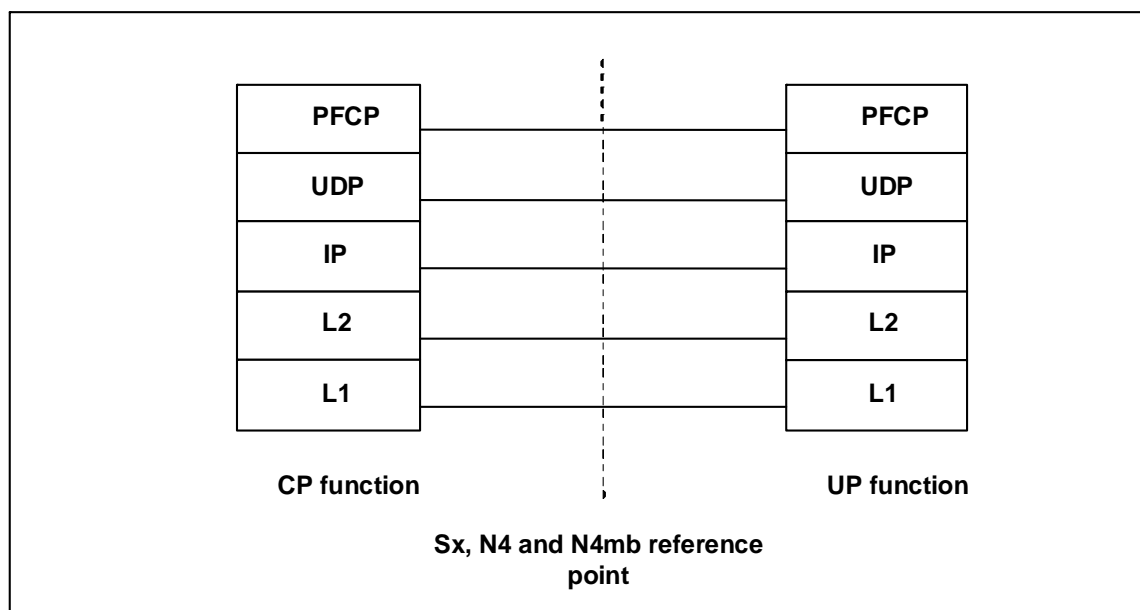 PFCP PFCP
UDP UDP
IP IP
L2 L2
L1 L1
CP function UP function
Sx, N4 and N4mb reference
point